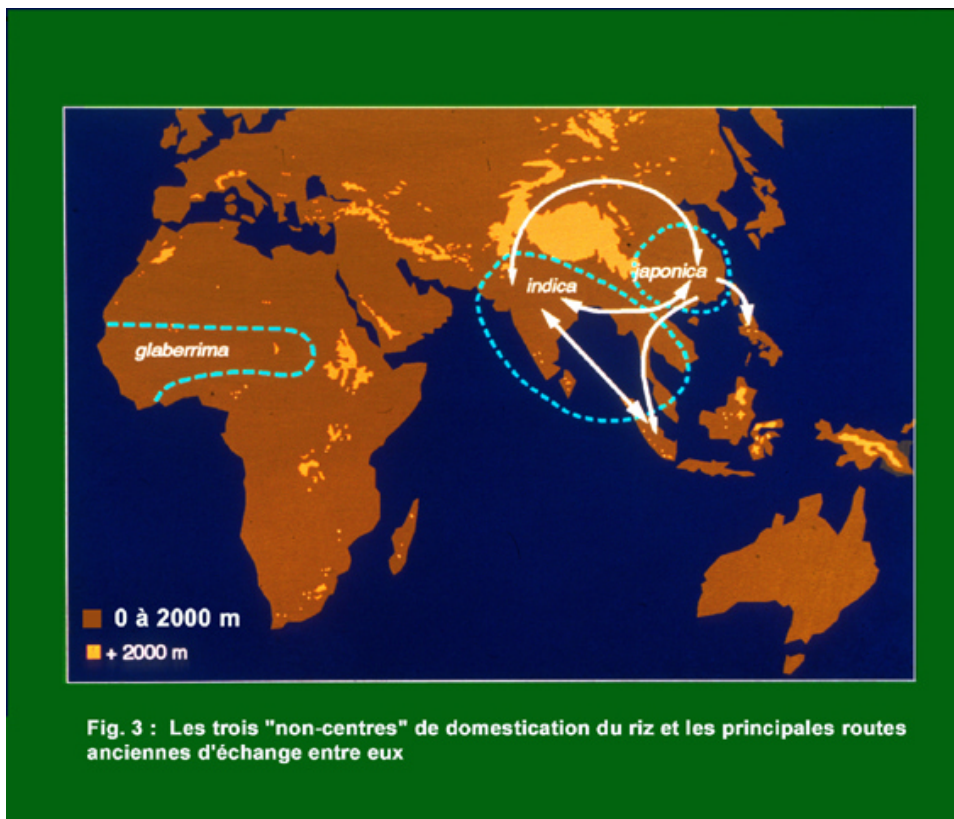 japonica
indica
glaberrima
0 à 2000 m
+ 2000 m
Fig. 3 : Les trois "non-centres" de domestication du riz et les principales routes
anciennes d'échange entre eux